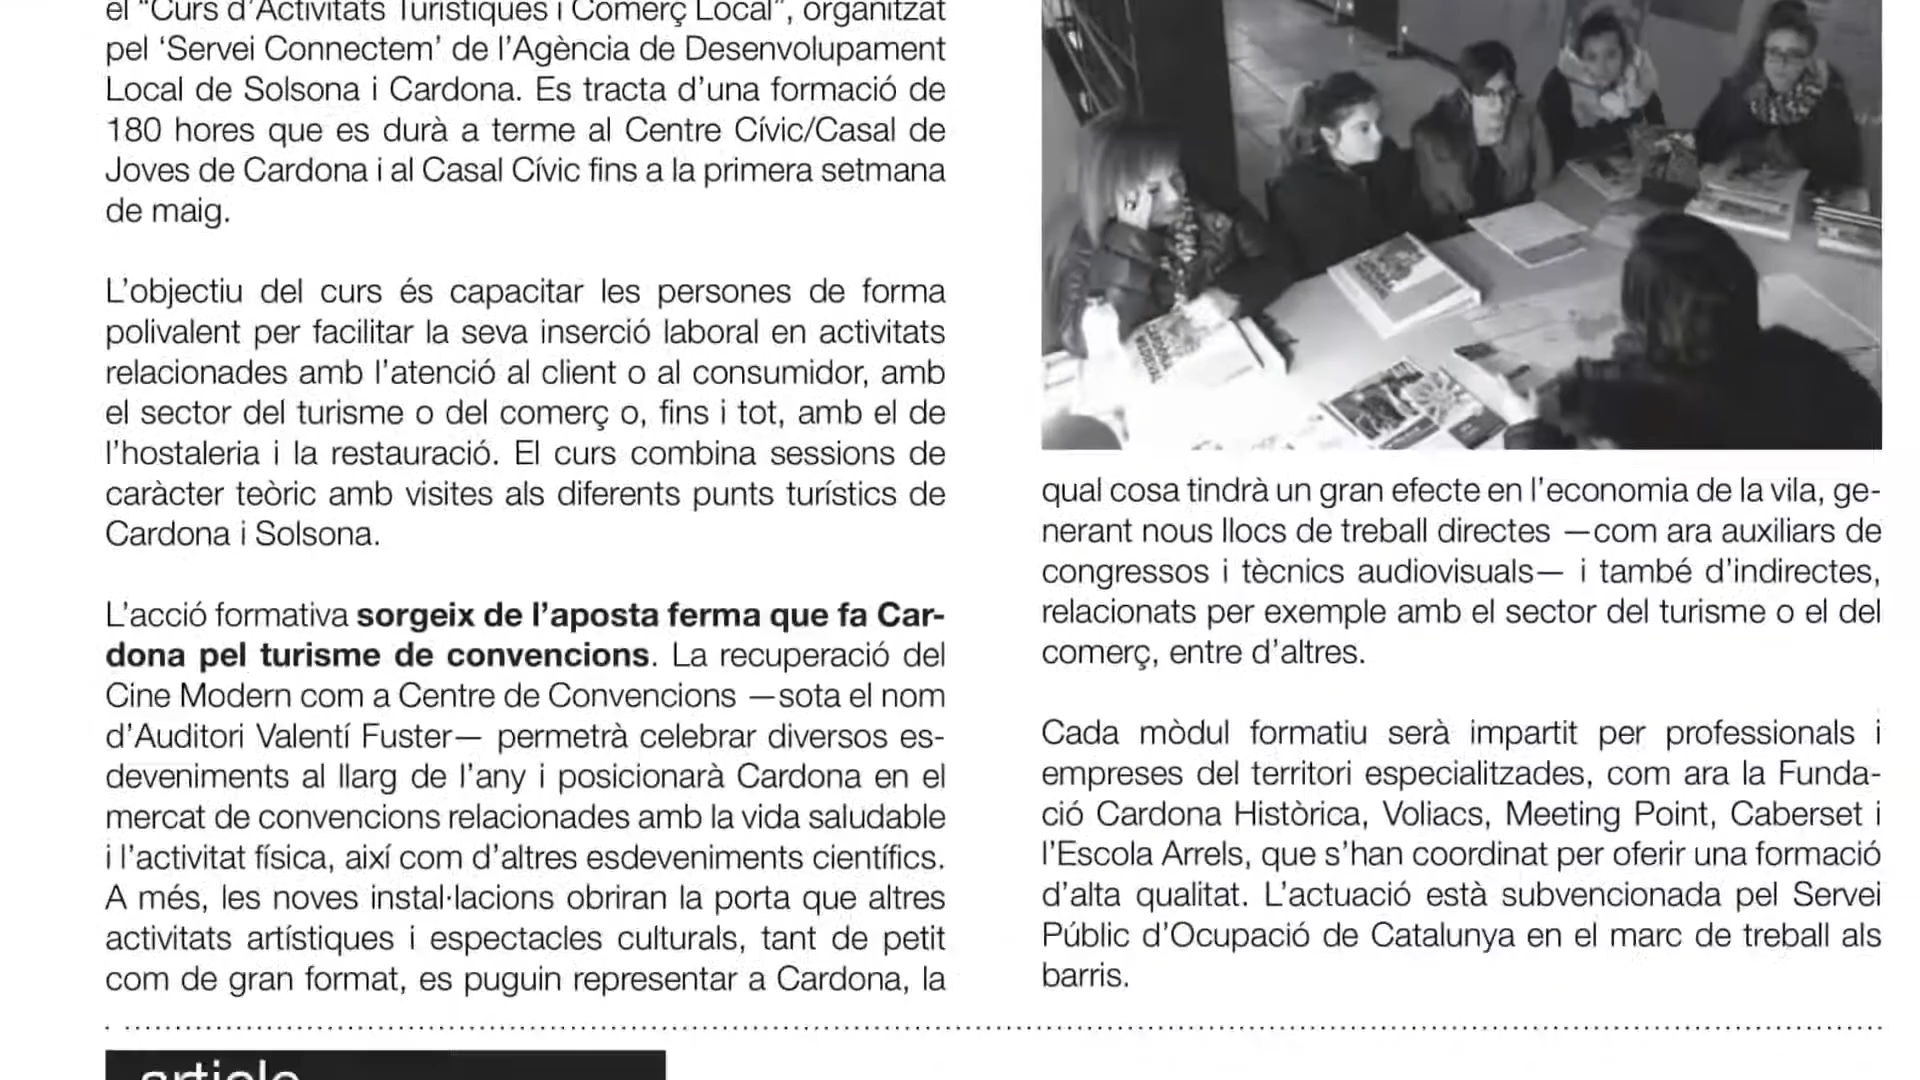 el “Curs d’Activitats Turístiques i Comerç Local”, organitzat
pel ‘Servei Connectem’ de l’Agència de Desenvolupament
Local de Solsona i Cardona. Es tracta d’una formació de
180 hores que es durà a terme al Centre Cívic/Casal de
Joves de Cardona i al Casal Cívic fins a la primera setmana
de maig.
L’objectiu del curs és capacitar les persones de forma
polivalent per facilitar la seva inserció laboral en activitats
relacionades amb l’atenció al client o al consumidor, amb
el sector del turisme o del comerç o, fins i tot, amb el de
l’hostaleria i la restauració. El curs combina sessions de
caràcter teòric amb visites als diferents punts turístics de
Cardona i Solsona.
L’acció formativa sorgeix de l’aposta ferma que fa Car-
dona pel turisme de convencions. La recuperació del
Cine Modern com a Centre de Convencions —sota el nom
d’Auditori Valentí Fuster— permetrà celebrar diversos es-
deveniments al llarg de l’any i posicionarà Cardona en el
mercat de convencions relacionades amb la vida saludable
i l’activitat física, així com d’altres esdeveniments científics.
A més, les noves instal·lacions obriran la porta que altres
activitats artístiques i espectacles culturals, tant de petit
com de gran format, es puguin representar a Cardona, la
qual cosa tindrà un gran efecte en l’economia de la vila, ge-
nerant nous llocs de treball directes —com ara auxiliars de
congressos i tècnics audiovisuals— i també d’indirectes,
relacionats per exemple amb el sector del turisme o el del
comerç, entre d’altres.
Cada mòdul formatiu serà impartit per professionals i
empreses del territori especialitzades, com ara la Funda-
ció Cardona Històrica, Voliacs, Meeting Point, Caberset i
l’Escola Arrels, que s’han coordinat per oferir una formació
d’alta qualitat. L’actuació està subvencionada pel Servei
Públic d’Ocupació de Catalunya en el marc de treball als
barris.
article